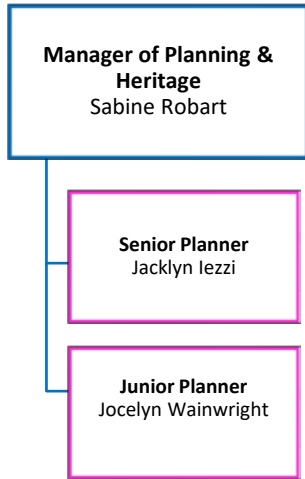 Manager of Planning &
Heritage
Sabine Robart
Senior Planner
Jacklyn Iezzi
Junior Planner
Jocelyn Wainwright